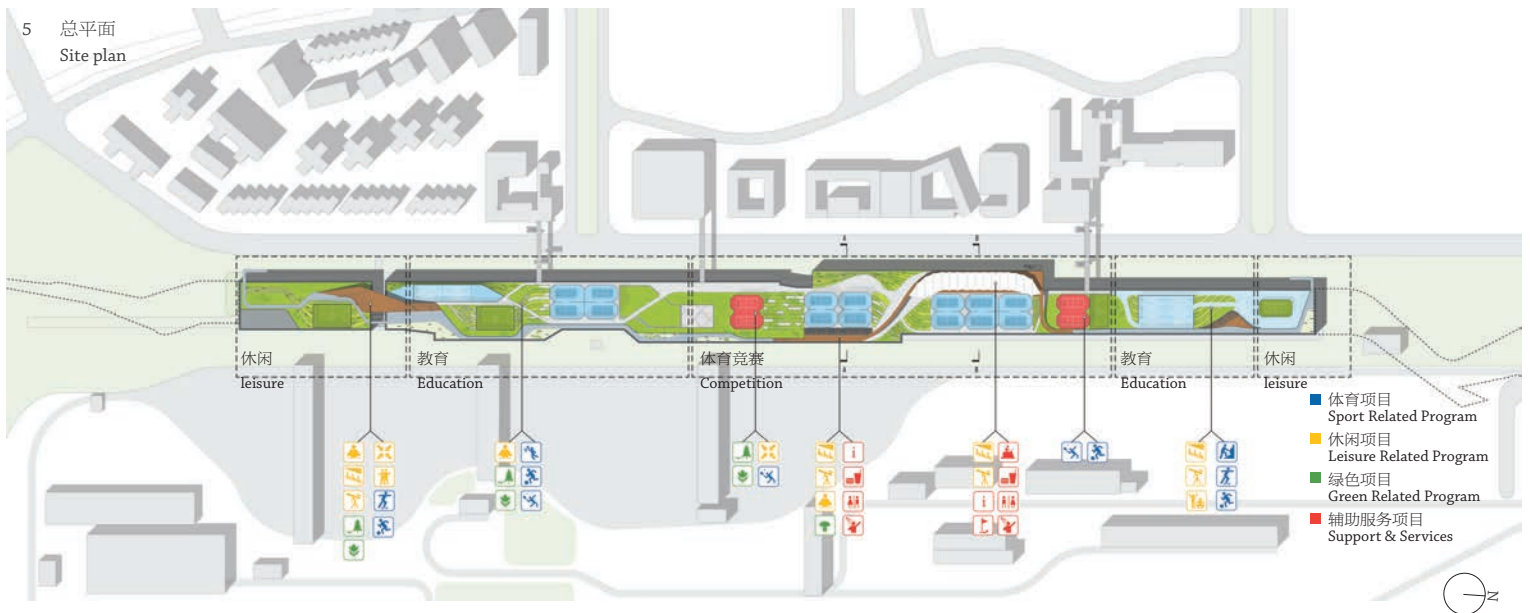 5 总平面
Site plan
休闲
leisure
教育
Education
体育竞赛
Competition
教育
Education
休闲
leisure
体育项目
Sport Related Program
休闲项目
Leisure Related Program
绿色项目
Green Related Program
辅助服务项目
Support & Services
i
i
N